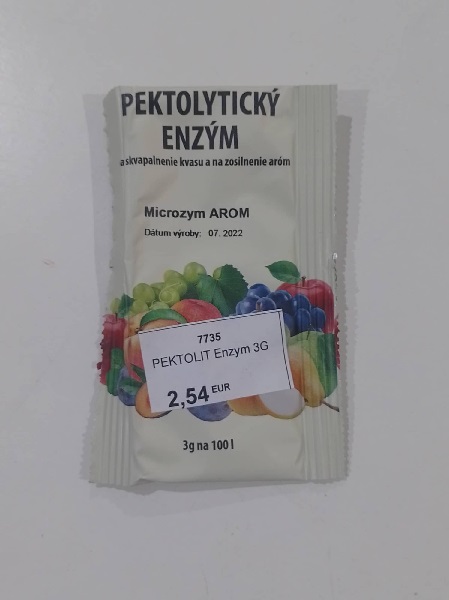 PEKTOLYTICKÝ
ENZÝM
a skvapalnenie kvasu a na zosilnenie aróm
Microzym AROM
Dátum výroby: 07. 2022
7735
PEKTOLIT Enzym 3G
2,54 EUR
3g na 100 l